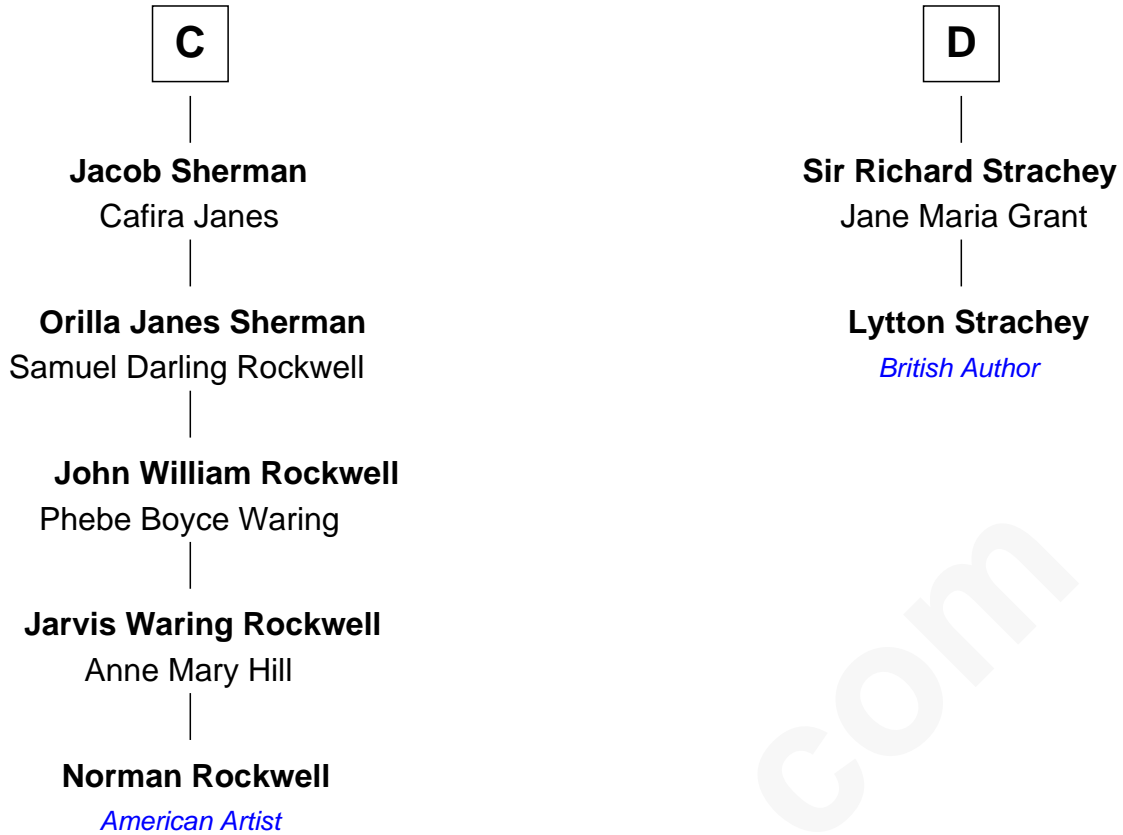 C
Jacob Sherman
Cafira Janes
Orilla Janes Sherman
Samuel Darling Rockwell
John William Rockwell
Phebe Boyce Waring
Jarvis Waring Rockwell
Anne Mary Hill
Norman Rockwell
American Artist
D
Sir Richard Strachey
Jane Maria Grant
Lytton Strachey
British Author
com